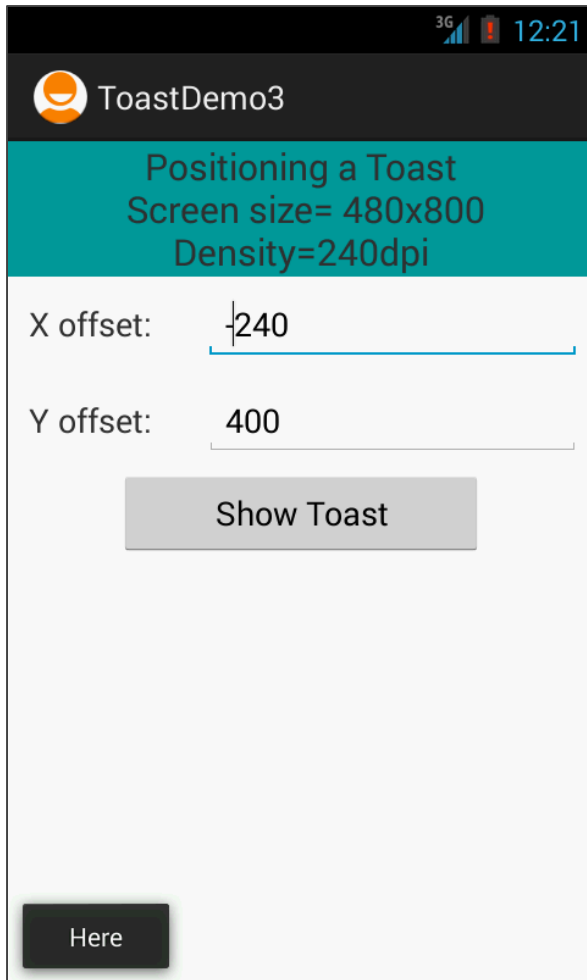 3G 12:21
ToastDemo3
Positioning a Toast
Screen size= 480x800
Density=240dpi
X offset: -240
Y offset: 400
Show Toast
Here